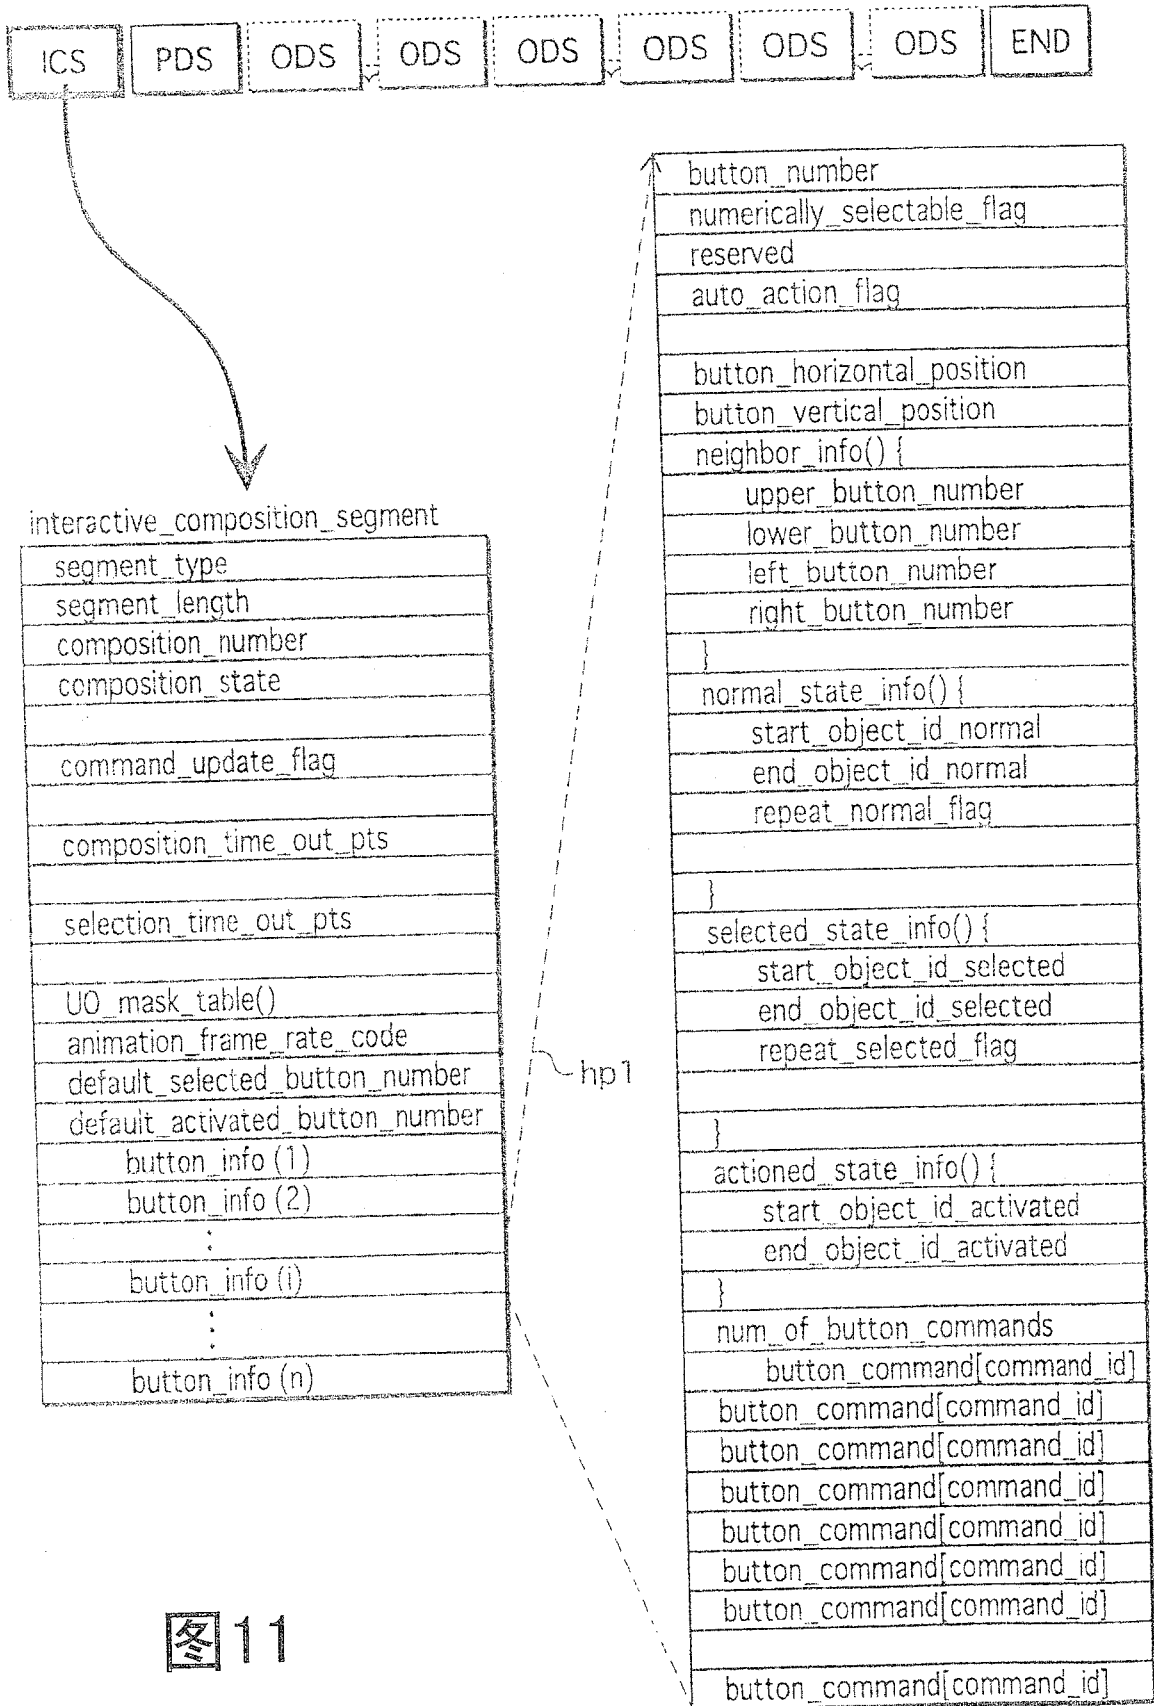 ICS PDS ODS ODS ODS ODS ODS ODS END
interactive_composition_segment
segment_type
segment_length
composition_number
composition_state
command_update_flag
composition_time_out_pts
selection_time_out_pts
UO_mask_table()
animation_frame_rate_code
default_selected_button_number
default_activated_button_number
button_info (1)
button_info (2)
button_info (i)
button_info (n)
hp1
button_number
numerically_selectable_flag
reserved
auto_action_flag
button_horizontal_position
button_vertical_position
neighbor_info() {
upper_button_number
lower_button_number
left_button_number
right_button_number
}
normal_state_info() {
start_object_id_normal
end_object_id_normal
repeat_normal_flag
}
selected_state_info() {
start_object_id_selected
end_object_id_selected
repeat_selected_flag
}
actioned_state_info() {
start_object_id_activated
end_object_id_activated
}
num_of_button_commands
button_command[command_id]
button_command[command_id]
button_command[command_id]
button_command[command_id]
button_command[command_id]
button_command[command_id]
button_command[command_id]
button_command[command_id]
图11